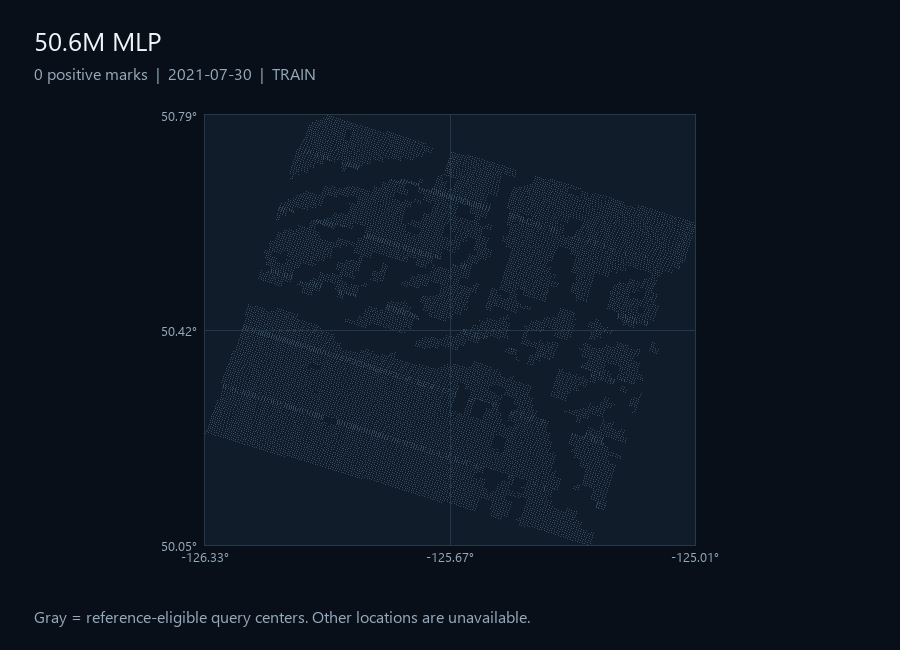 50.6M MLP
0 positive marks | 2021-07-30 | TRAIN
50.79°
50.42°
50.05°
-126.33°
-125.67°
-125.01°
Gray = reference-eligible query centers. Other locations are unavailable.